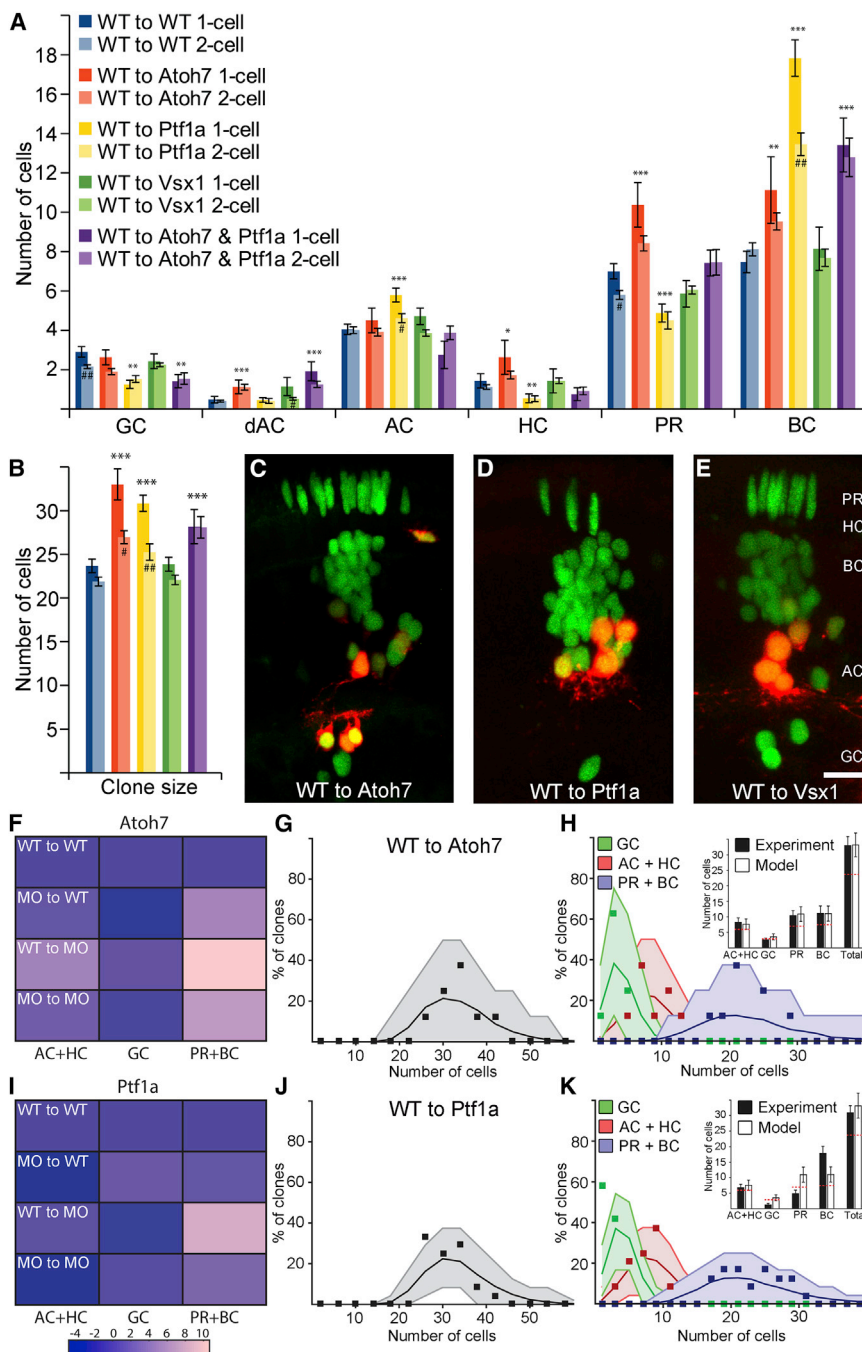 A
Number of cells
18
16
14
12
10
8
6
4
2
WT to WT 1-cell
WT to WT 2-cell
WT to Atoh7 1-cell
WT to Atoh7 2-cell
WT to Ptf1a 1-cell
WT to Ptf1a 2-cell
WT to Vsx1 1-cell
WT to Vsx1 2-cell
WT to Atoh7 & Ptf1a 1-cell
WT to Atoh7 & Ptf1a 2-cell
##
**
**
***
#
***
***
#
*
**
#
***
***
**
***
##
***
GC dAC AC HC PR BC
B
Number of cells
30
25
20
15
10
5
***
#
***
##
***
Clone size
C
WT to Atoh7
D
WT to Ptf1a
E
PR
HC
BC
AC
GC
WT to Vsx1
F
Atoh7
WT to WT
MO to WT
WT to MO
MO to MO
AC+HC GC PR+BC
G
WT to Atoh7
% of clones
80
60
40
20
10 20 30 40 50
Number of cells
H
GC
AC + HC
PR + BC
% of clones
80
60
40
20
0 10 20 30
Number of cells
Experiment
Model
Number of cells
35
30
25
20
15
10
5
AC+HC GC PR BC Total
I
Ptf1a
WT to WT
MO to WT
WT to MO
MO to MO
AC+HC GC PR+BC
-4 -2 0 2 4 6 8 10
J
WT to Ptf1a
% of clones
80
60
40
20
10 20 30 40 50
Number of cells
K
GC
AC + HC
PR + BC
% of clones
80
60
40
20
0 10 20 30
Number of cells
Experiment
Model
Number of cells
35
30
25
20
15
10
5
AC+HC GC PR BC Total